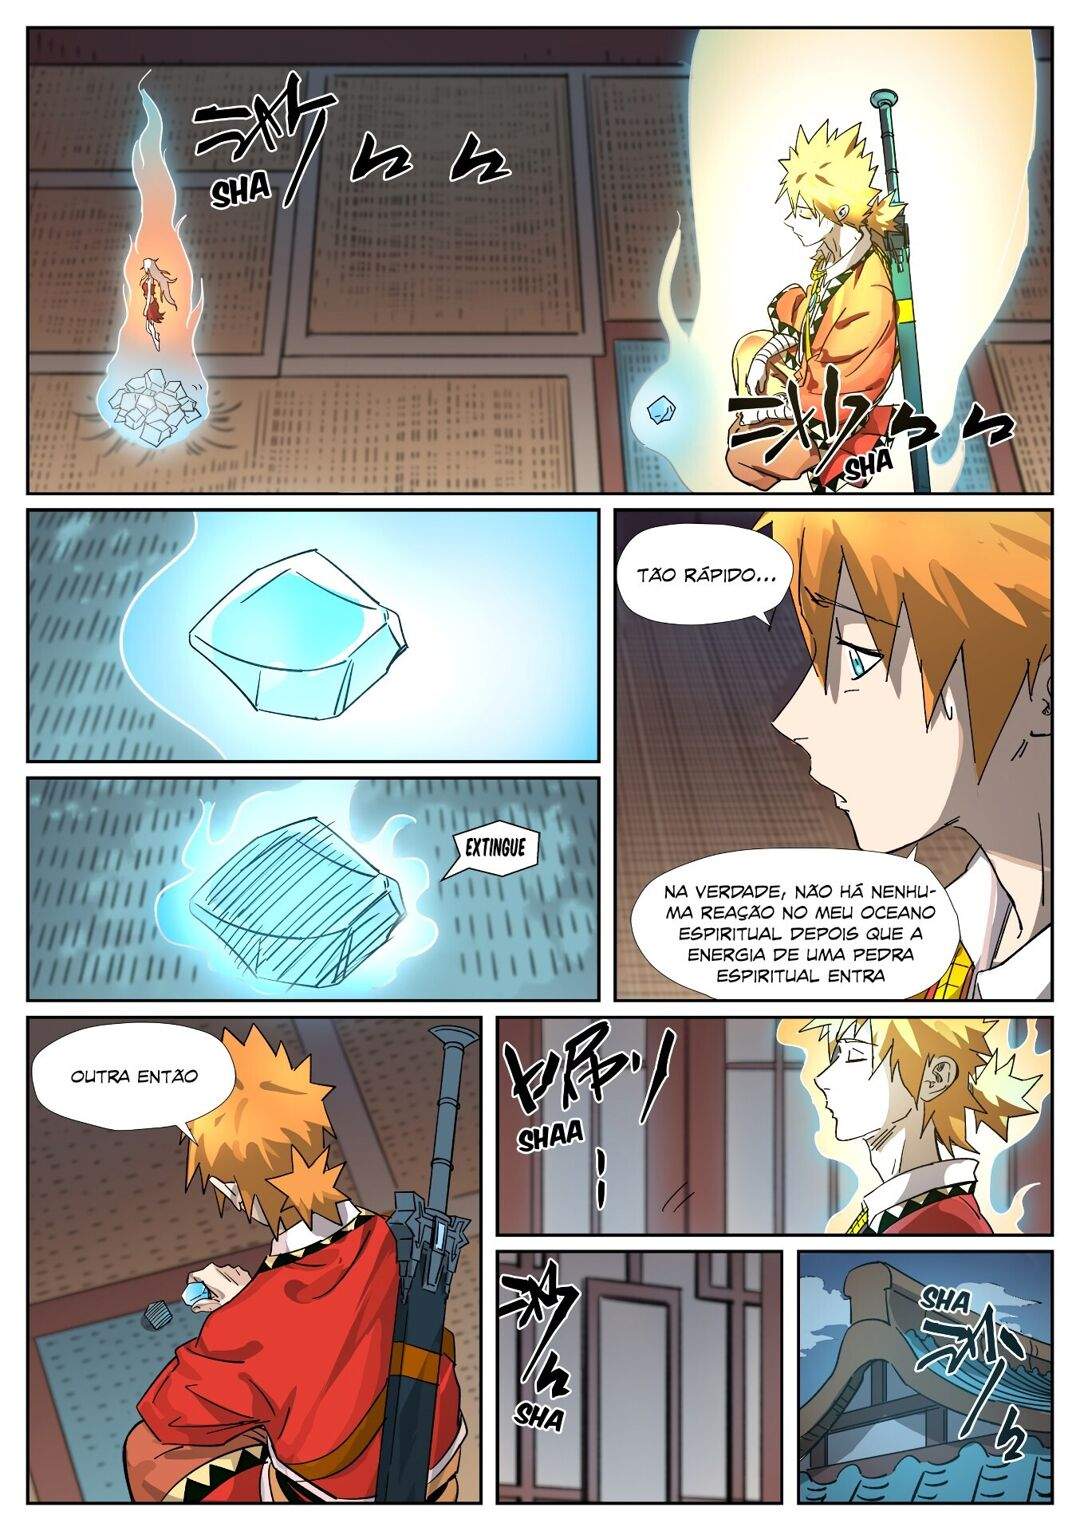 SHA
SHA
TÃO RÁPIDO...
EXTINGUE
NA VERDADE, NÃO HÁ NENHU-
MA REAÇÃO NO MEU OCEANO
ESPIRITUAL DEPOIS QUE A
ENERGIA DE UMA PEDRA
ESPIRITUAL ENTRA
OUTRA ENTÃO
SHAA
SHA
SHA